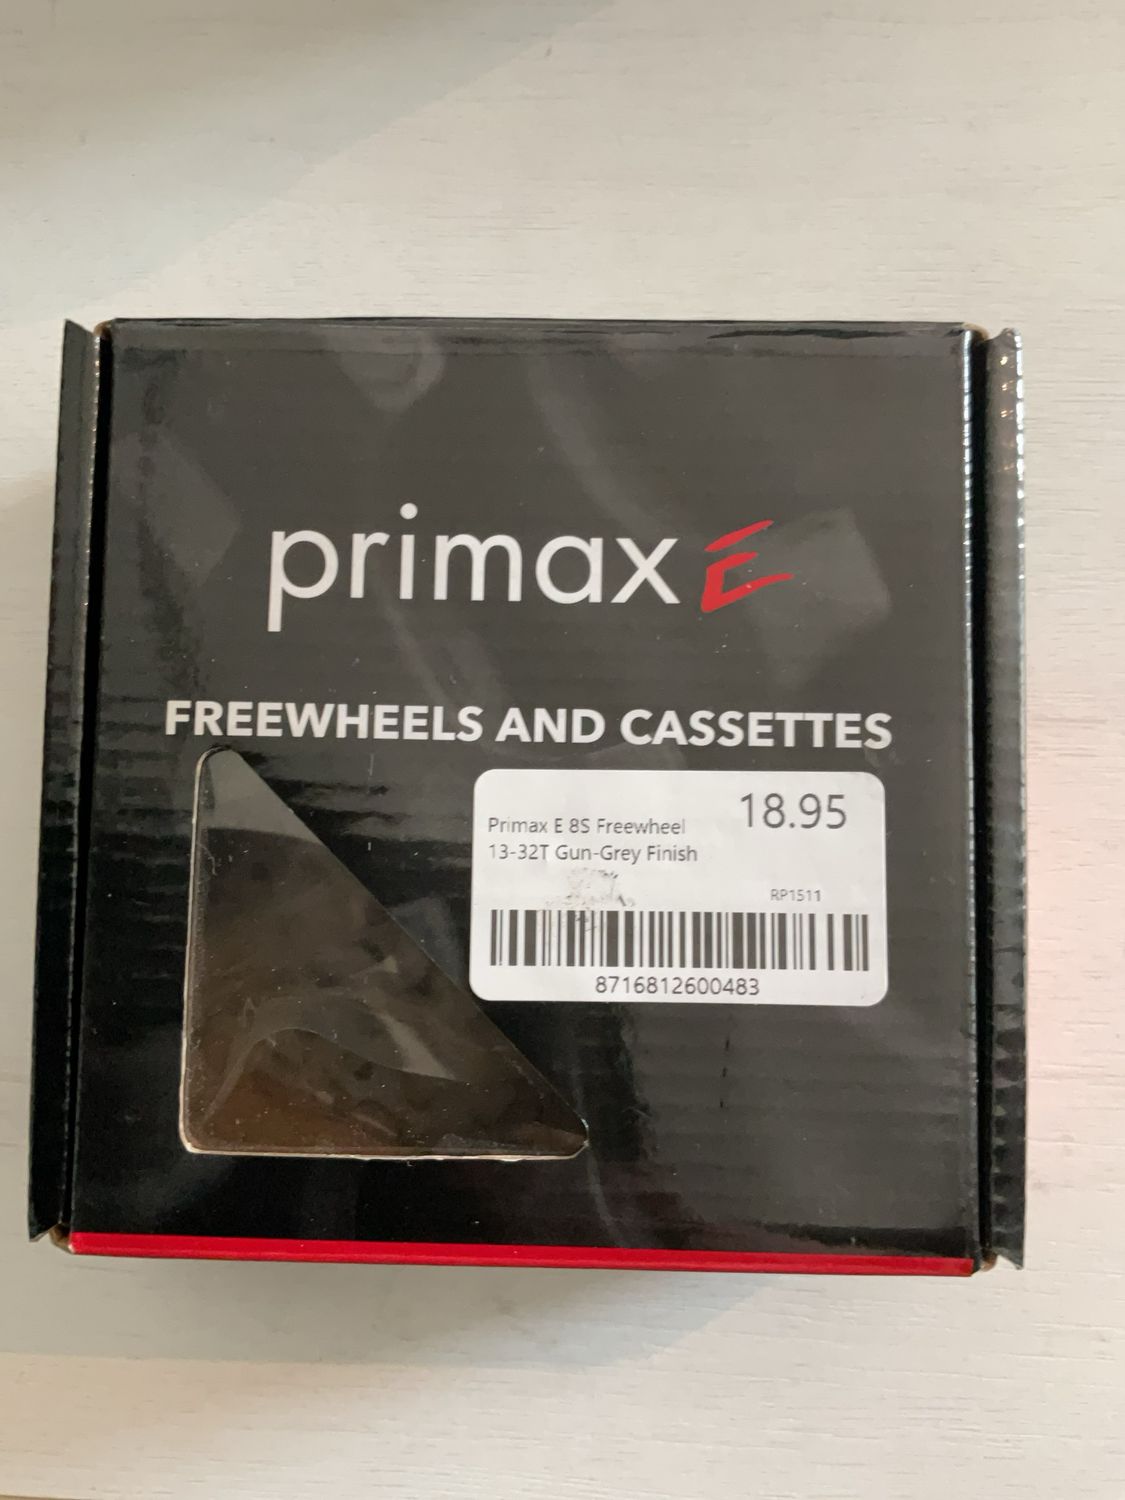 primax E
FREEWHEELS AND CASSETTES
Primax E 8S Freewheel
18.95
13-32T Gun-Grey Finish
RP1511
8716812600483